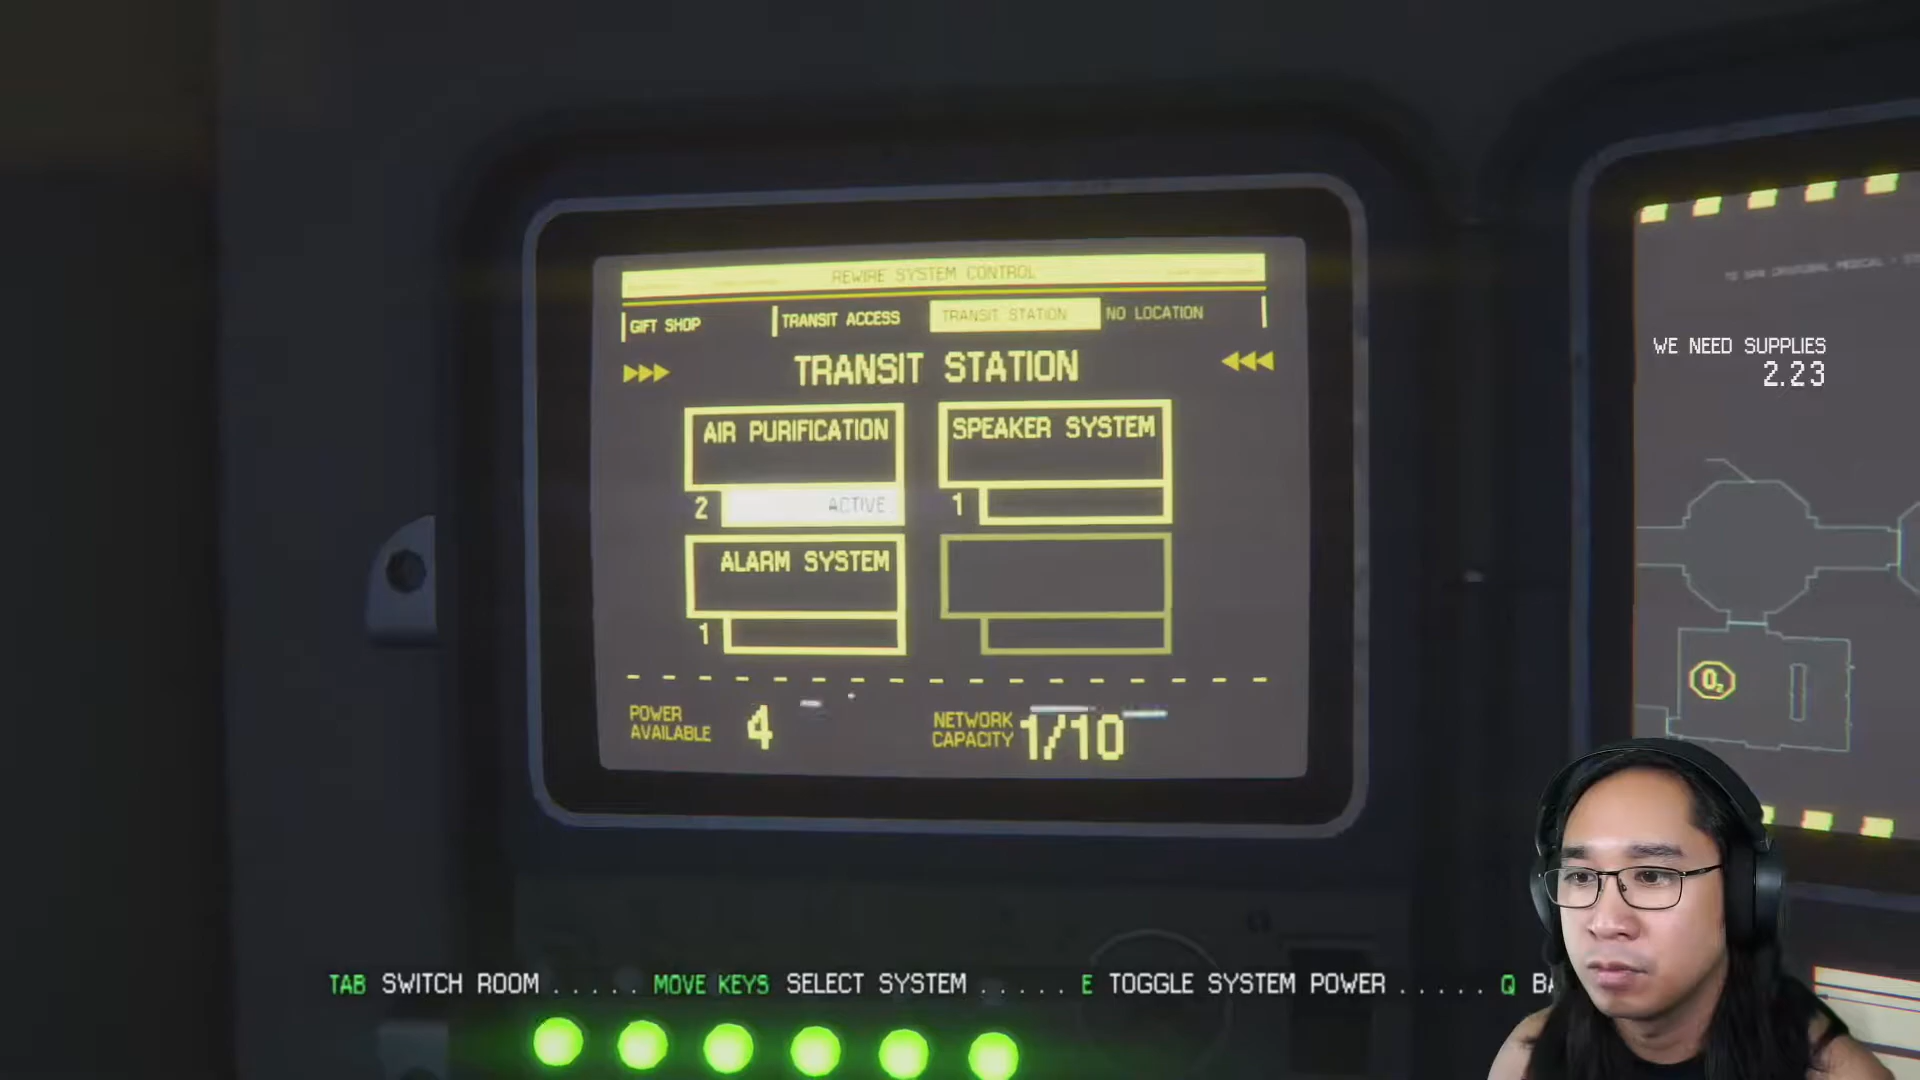 REWIRE SYSTEM CONTROL
GIFT SHOP
TRANSIT ACCESS
TRANSIT STATION
NO LOCATION
TRANSIT STATION
AIR PURIFICATION
2 ACTIVE
SPEAKER SYSTEM
1
ALARM SYSTEM
1
POWER AVAILABLE 4
NETWORK CAPACITY 1/10
WE NEED SUPPLIES
2.23
O2
TAB SWITCH ROOM ..... MOVE KEYS SELECT SYSTEM ..... E TOGGLE SYSTEM POWER ..... Q BA